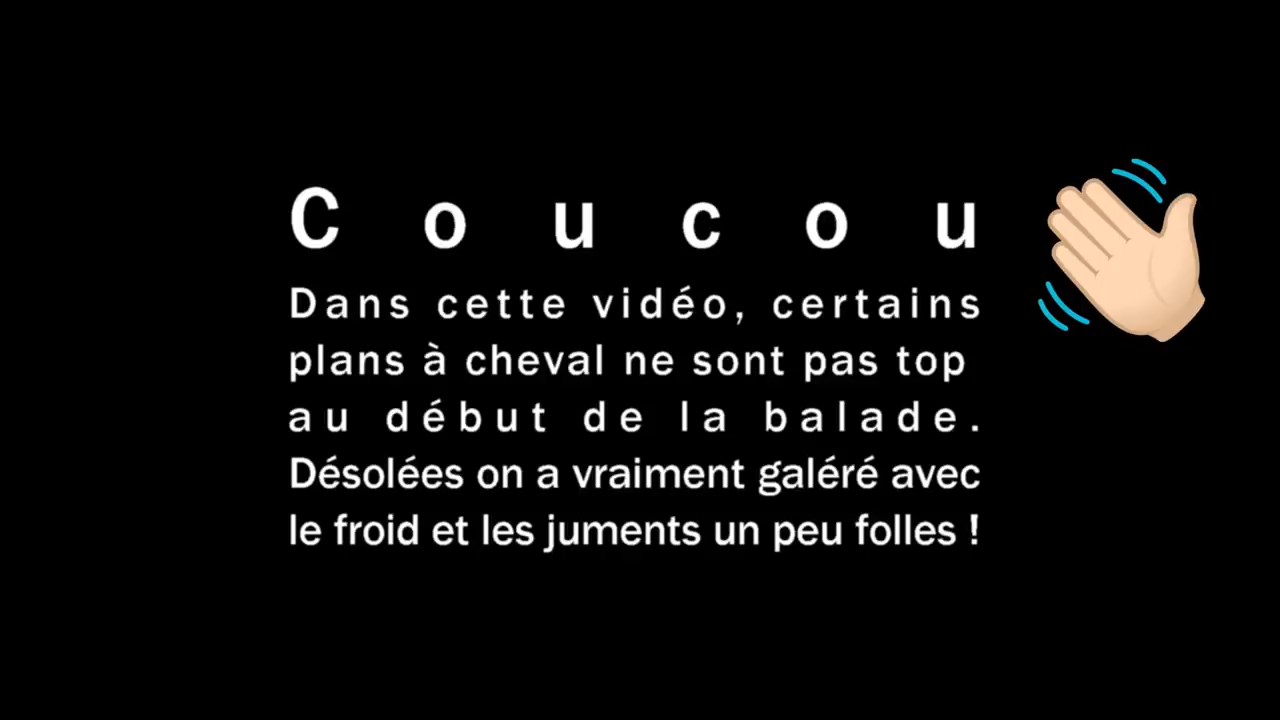 Coucou
Dans cette vidéo, certains
plans à cheval ne sont pas top
au début de la balade.
Désolées on a vraiment galéré avec
le froid et les juments un peu folles !